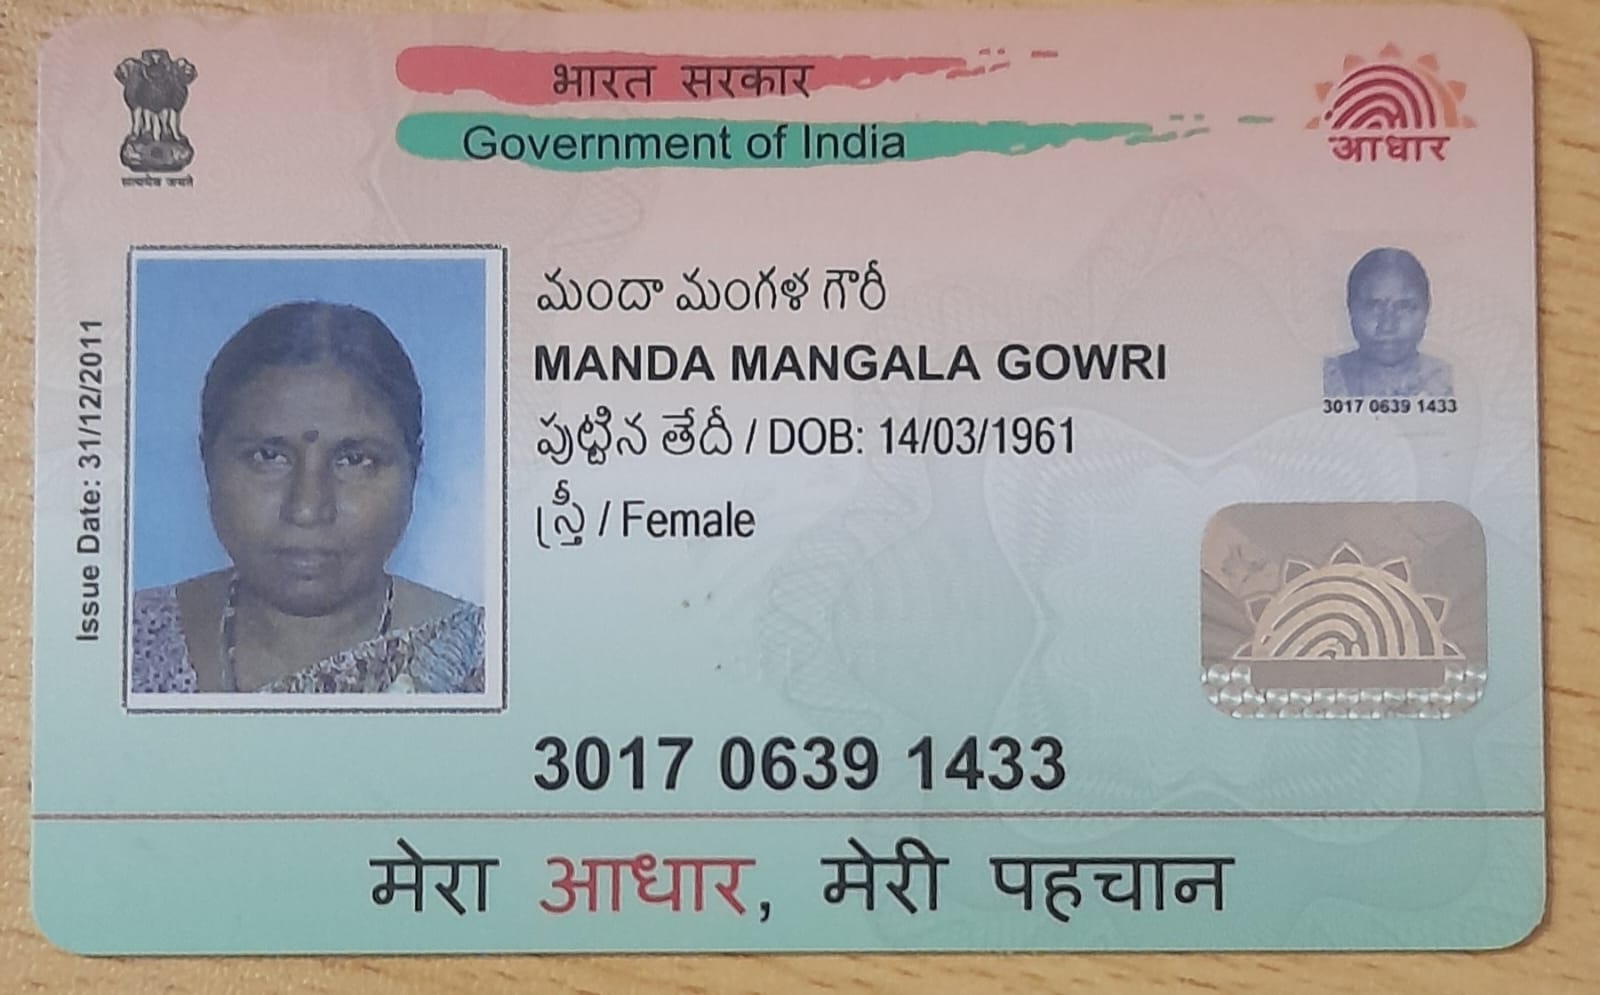 भारत सरकार
Government of India
सत्यमेव जयते
आधार
Issue Date: 31/12/2011
మందా మంగళ గౌరీ
MANDA MANGALA GOWRI
పుట్టిన తేదీ / DOB: 14/03/1961
స్త్రీ / Female
3017 0639 1433
3017 0639 1433
मेरा आधार, मेरी पहचान